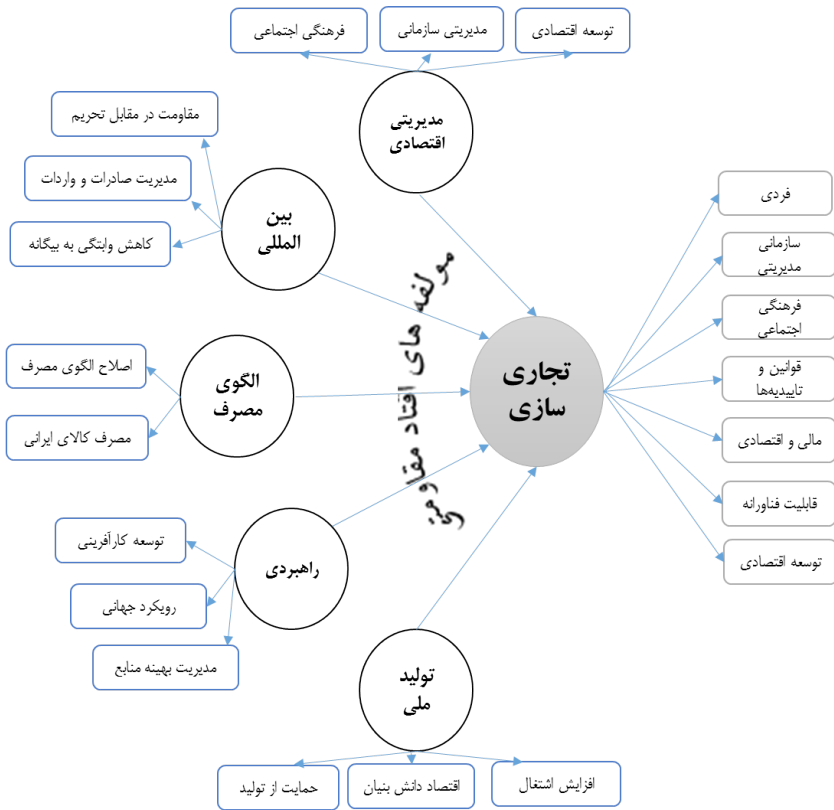 توسعه اقتصادی
مدیریتی سازمانی
فرهنگی اجتماعی
مدیریتی
اقتصادی
مقاومت در مقابل تحریم
مدیریت صادرات و واردات
کاهش وابتگی به بیگانه
بین
المللی
مولفه های اقتاد مقاومتی
الگوی
مصرف
اصلاح الگوی مصرف
مصرف کالای ایرانی
راهبردی
توسعه کارآفرینی
رویکرد جهانی
مدیریت بهینه منابع
تولید
ملی
افزایش اشتغال
اقتصاد دانش بنیان
حمایت از تولید
تجاری
سازی
فردی
سازمانی
مدیریتی
فرهنگی
اجتماعی
قوانین و
تاییدیه‌ها
مالی و اقتصادی
قابلیت فناورانه
توسعه اقتصادی